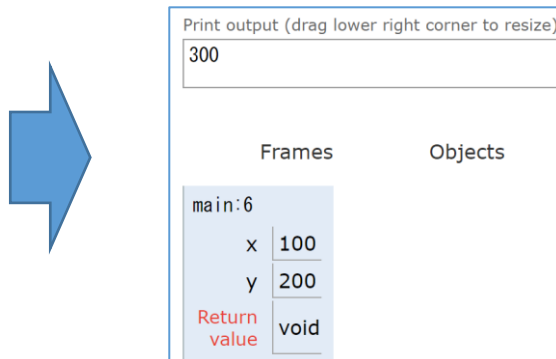 Print output (drag lower right corner to resize)
300
Frames Objects
main:6
x 100
y 200
Return
value void